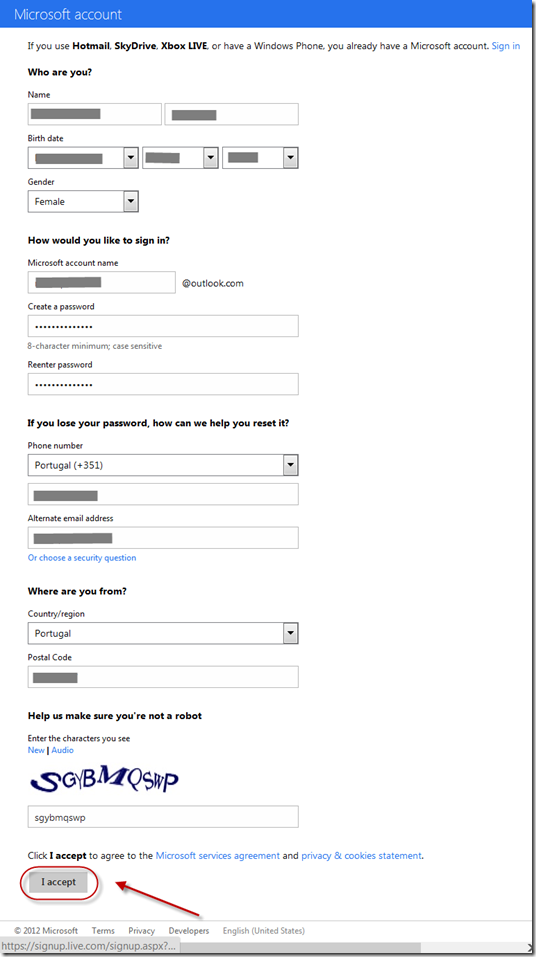 Microsoft account
If you use Hotmail, SkyDrive, Xbox LIVE, or have a Windows Phone, you already have a Microsoft account. Sign in
Who are you?
Name
Birth date
Gender
Female
How would you like to sign in?
Microsoft account name
@outlook.com
Create a password
••••••••••••••
8-character minimum; case sensitive
Reenter password
••••••••••••••
If you lose your password, how can we help you reset it?
Phone number
Portugal (+351)
Alternate email address
Or choose a security question
Where are you from?
Country/region
Portugal
Postal Code
Help us make sure you're not a robot
Enter the characters you see
New | Audio
SGYBMQSWP
sgybmqswp
Click I accept to agree to the Microsoft services agreement and privacy & cookies statement.
I accept
© 2012 Microsoft Terms Privacy Developers English (United States)
https://signup.live.com/signup.aspx?...